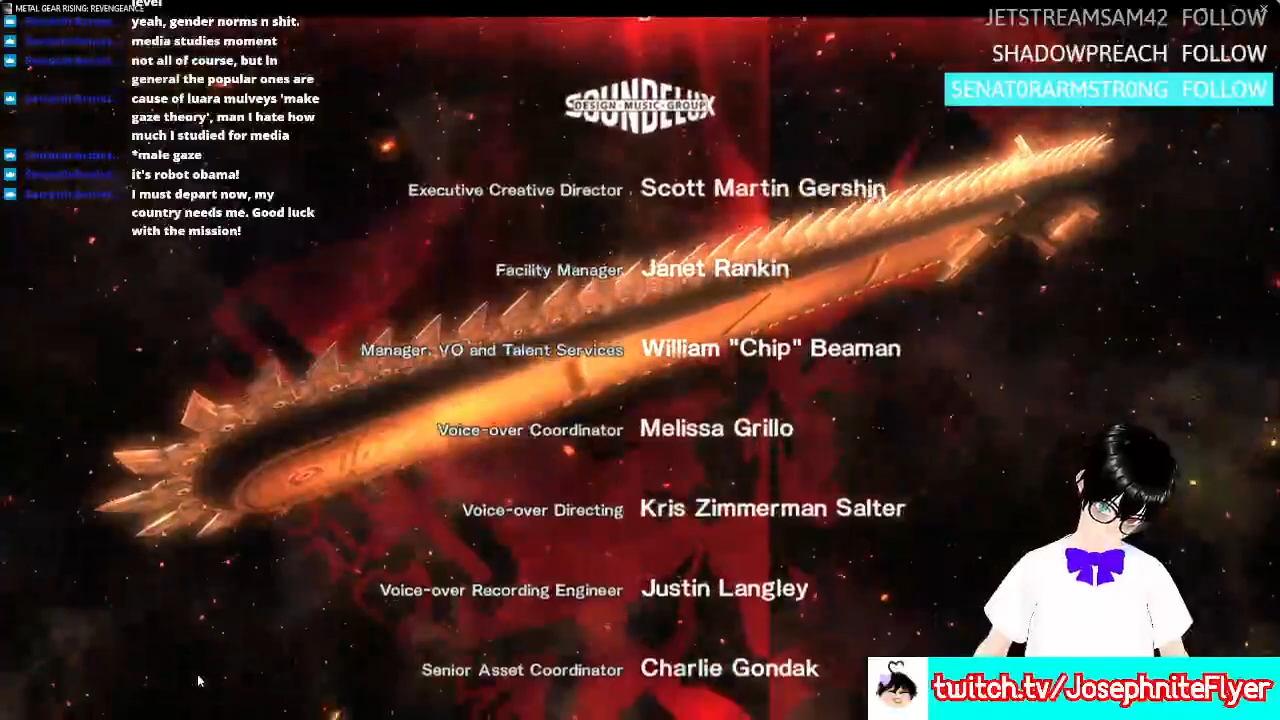 METAL GEAR RISING: REVENGEANCE
level
yeah, gender norms n shit.
media studies moment
not all of course, but in
general the popular ones are
cause of luara mulveys 'make
gaze theory', man I hate how
much I studied for media
*male gaze
it's robot obama!
I must depart now, my
country needs me. Good luck
with the mission!
JETSTREAMSAM42 FOLLOW
SHADOWPREACH FOLLOW
SENAT0RARMSTR0NG FOLLOW
SOUNDELUX
DESIGN·MUSIC·GROUP
Executive Creative Director Scott Martin Gershin
Facility Manager Janet Rankin
Manager, VO and Talent Services William "Chip" Beaman
Voice-over Coordinator Melissa Grillo
Voice-over Directing Kris Zimmerman Salter
Voice-over Recording Engineer Justin Langley
Senior Asset Coordinator Charlie Gondak
twitch.tv/JosephniteFlyer